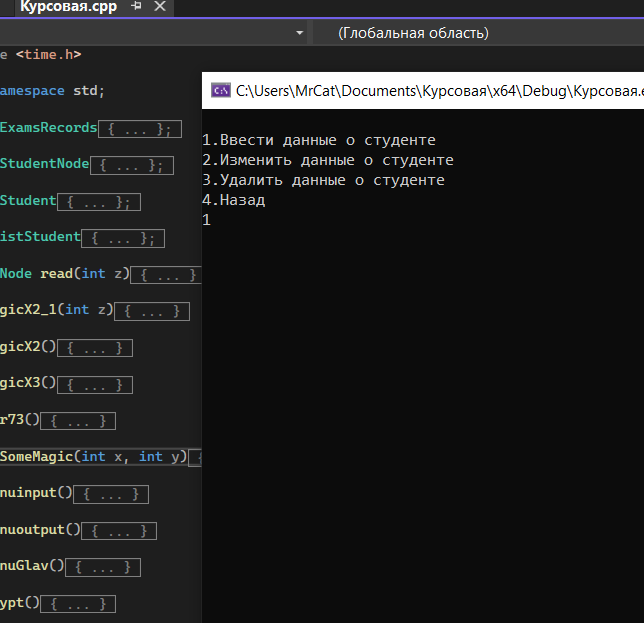 Курсовая.cpp
(Глобальная область)
e <time.h>
amespace std;
ExamsRecords{ ... };
StudentNode{ ... };
Student{ ... };
istStudent{ ... };
Node read(int z){ ... }
gicX2_1(int z){ ... }
gicX2(){ ... }
gicX3(){ ... }
r73(){ ... }
SomeMagic(int x, int y){
nuinput(){ ... }
nuoutput(){ ... }
nuGlav(){ ... }
ypt(){ ... }
C:\Users\MrCat\Documents\Курсовая\x64\Debug\Курсовая.e
1.Ввести данные о студенте
2.Изменить данные о студенте
3.Удалить данные о студенте
4.Назад
1